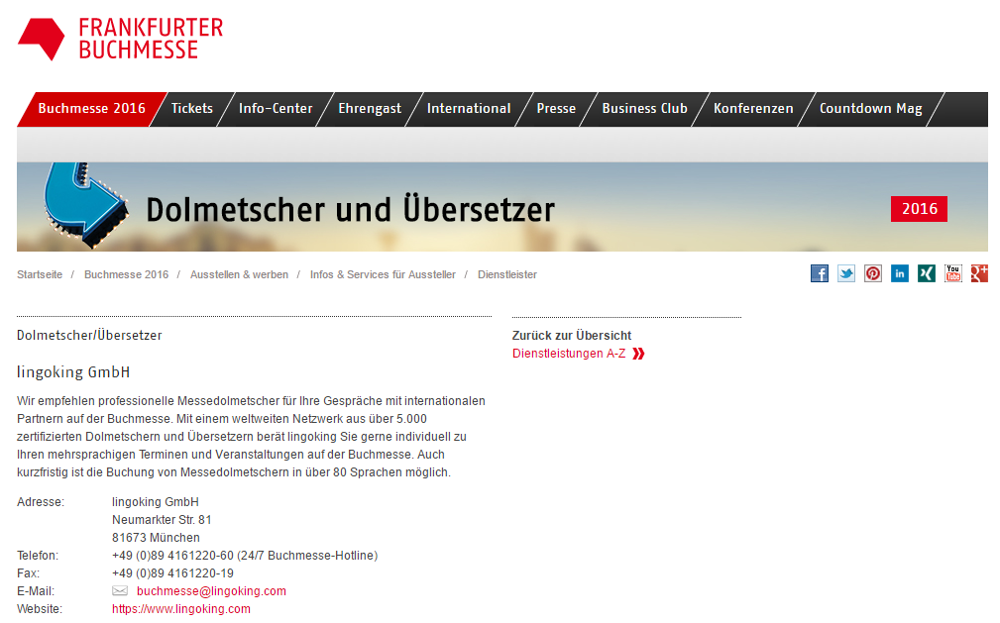 FRANKFURTER
BUCHMESSE
Buchmesse 2016 Tickets Info-Center Ehrengast International Presse Business Club Konferenzen Countdown Mag
Dolmetscher und Übersetzer
2016
Startseite / Buchmesse 2016 / Ausstellen & werben / Infos & Services für Aussteller / Dienstleister
You
Tube
g+
Dolmetscher/Übersetzer
lingoking GmbH
Wir empfehlen professionelle Messedolmetscher für Ihre Gespräche mit internationalen
Partnern auf der Buchmesse. Mit einem weltweiten Netzwerk aus über 5.000
zertifizierten Dolmetschern und Übersetzern berät lingoking Sie gerne individuell zu
Ihren mehrsprachigen Terminen und Veranstaltungen auf der Buchmesse. Auch
kurzfristig ist die Buchung von Messedolmetschern in über 80 Sprachen möglich.
Adresse: lingoking GmbH
Neumarkter Str. 81
81673 München
Telefon: +49 (0)89 4161220-60 (24/7 Buchmesse-Hotline)
Fax: +49 (0)89 4161220-19
E-Mail: buchmesse@lingoking.com
Website: https://www.lingoking.com
Zurück zur Übersicht
Dienstleistungen A-Z